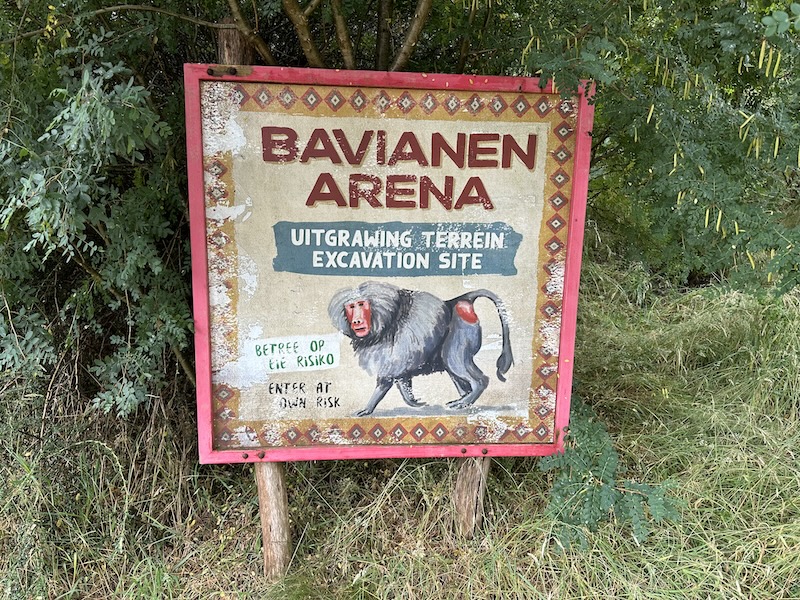 BAVIANEN
ARENA
UITGRAWING TERREIN
EXCAVATION SITE
BETREE OP
EIE RISIKO
ENTER AT
OWN RISK